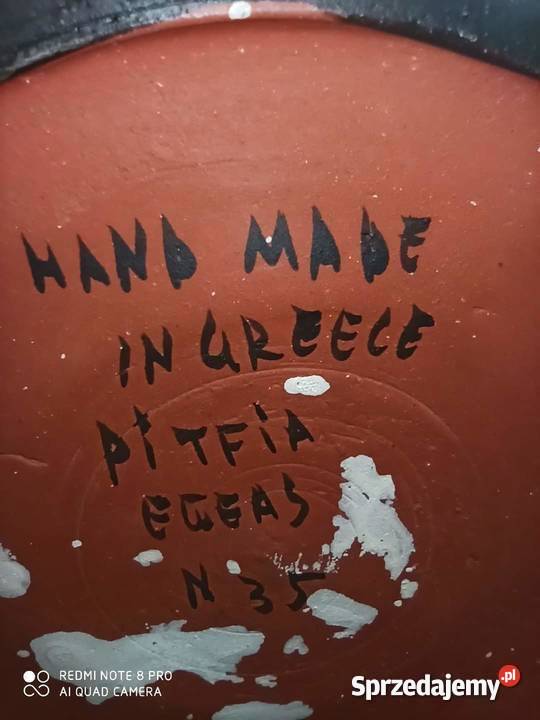 HAND MADE
IN GREECE
PITFIA
EGEAS
N 35
REDMI NOTE 8 PRO
AI QUAD CAMERA
Sprzedajemy.pl